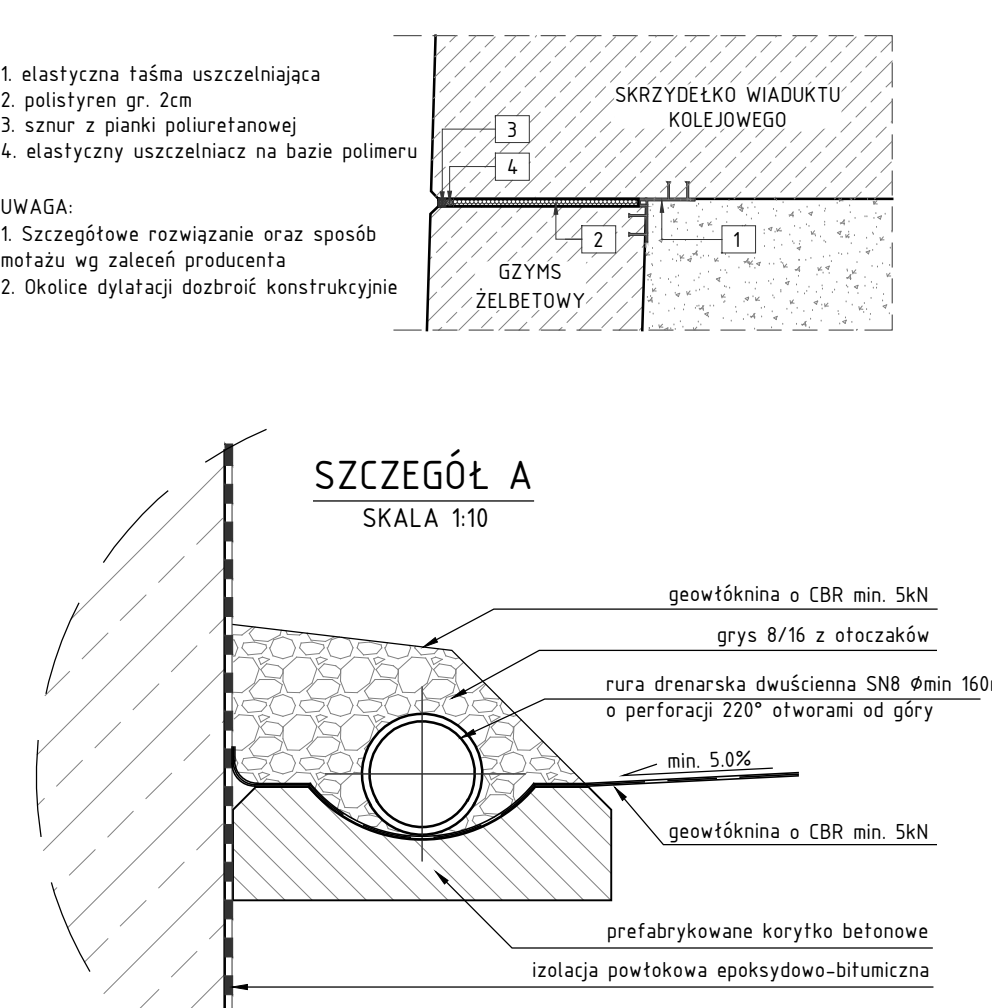 1. elastyczna taśma uszczelniająca
2. polistyren gr. 2cm
3. sznur z pianki poliuretanowej
4. elastyczny uszczelniacz na bazie polimeru
UWAGA:
1. Szczegółowe rozwiązanie oraz sposób
motażu wg zaleceń producenta
2. Okolice dylatacji dozbroić konstrukcyjnie
SKRZYDEŁKO WIADUKTU
KOLEJOWEGO
3
4
2
1
GZYMS
ŻELBETOWY
SZCZEGÓŁ A
SKALA 1:10
geowłóknina o CBR min. 5kN
grys 8/16 z otoczaków
rura drenarska dwuścienna SN8 Ømin 160
o perforacji 220° otworami od góry
min. 5.0%
geowłóknina o CBR min. 5kN
prefabrykowane korytko betonowe
izolacja powłokowa epoksydowo-bitumiczna